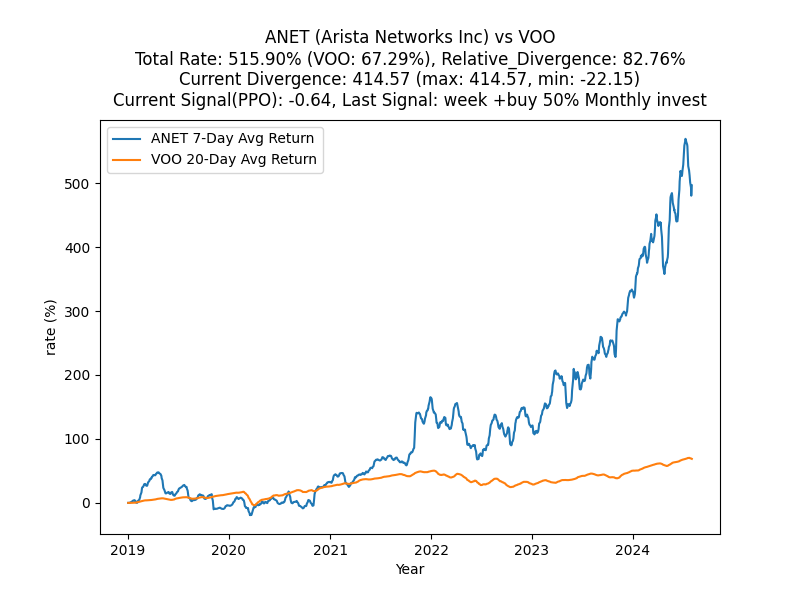 ANET (Arista Networks Inc) vs VOO
Total Rate: 515.90% (VOO: 67.29%), Relative_Divergence: 82.76%
Current Divergence: 414.57 (max: 414.57, min: -22.15)
Current Signal(PPO): -0.64, Last Signal: week +buy 50% Monthly invest
ANET 7-Day Avg Return
VOO 20-Day Avg Return
500
400
300
200
100
0
rate (%)
2019 2020 2021 2022 2023 2024
Year